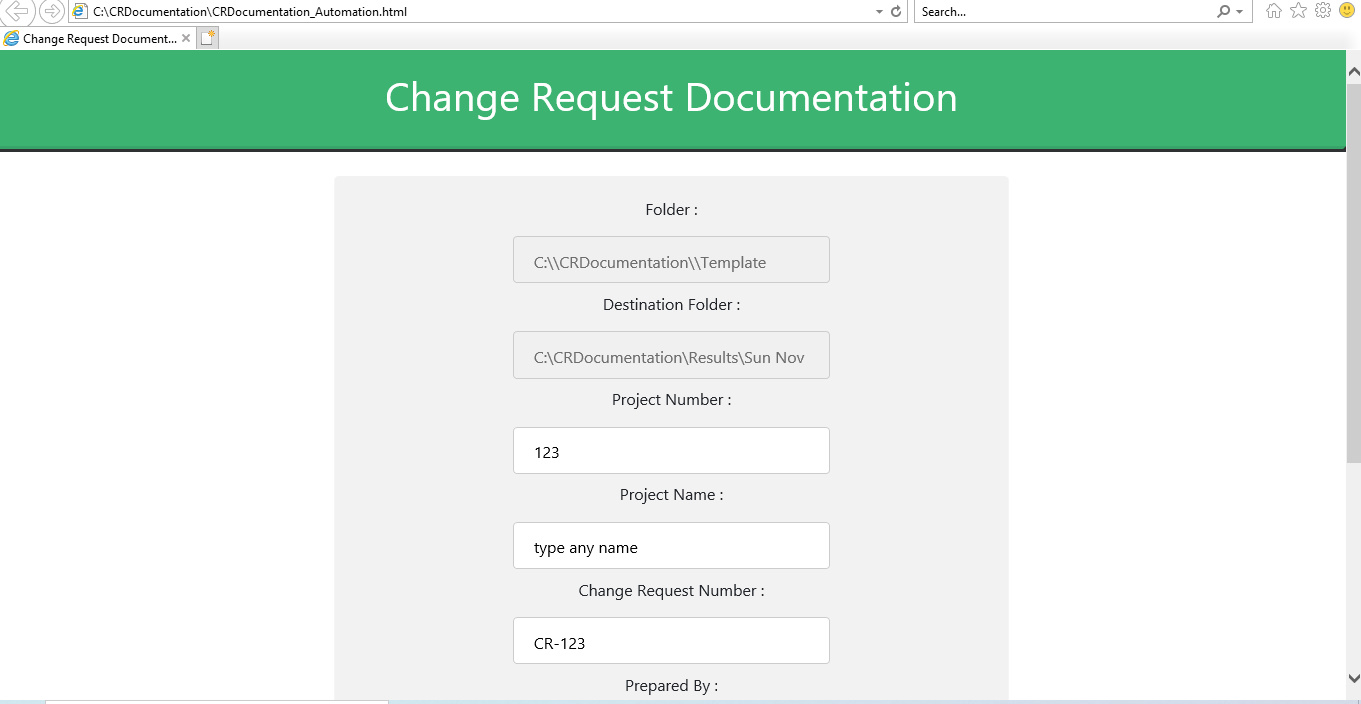 C:\CRDocumentation\CRDocumentation_Automation.html
Search...
Change Request Document...
Change Request Documentation
Folder :
C:\\CRDocumentation\\Template
Destination Folder :
C:\CRDocumentation\Results\Sun Nov
Project Number :
123
Project Name :
type any name
Change Request Number :
CR-123
Prepared By :